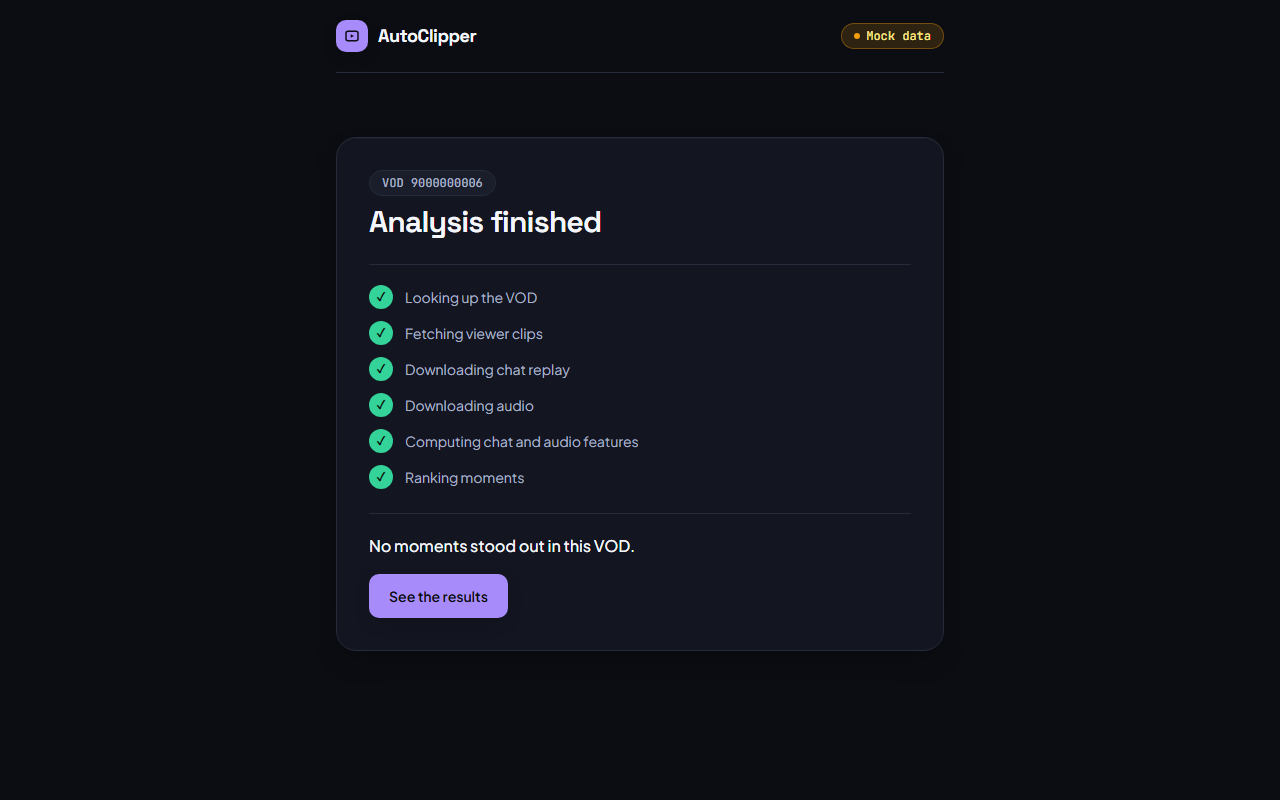 AutoClipper
Mock data
VOD 9000000006
Analysis finished
Looking up the VOD
Fetching viewer clips
Downloading chat replay
Downloading audio
Computing chat and audio features
Ranking moments
No moments stood out in this VOD.
See the results